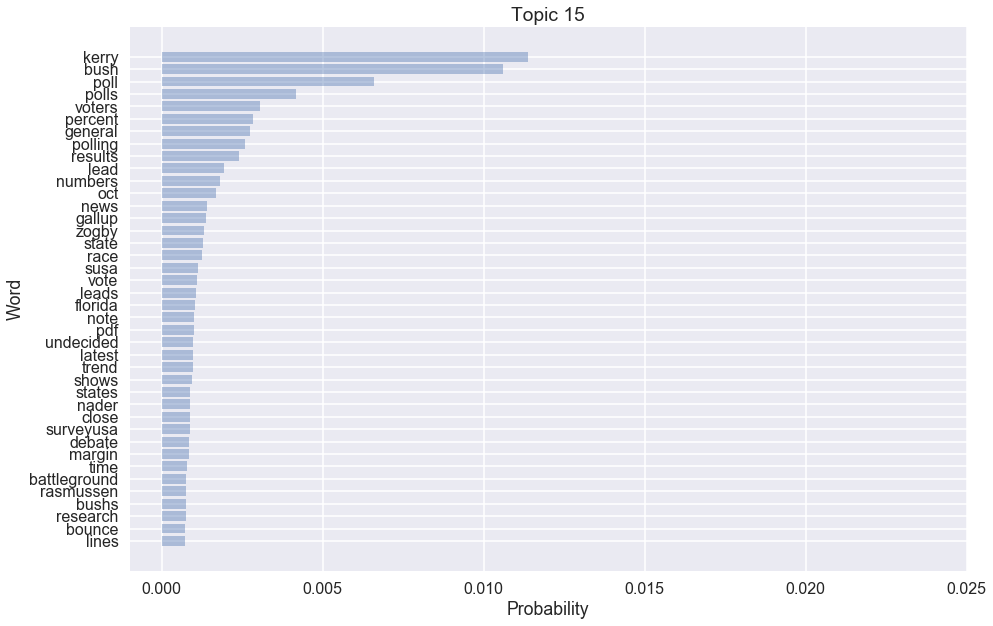 Topic 15
kerry
bush
poll
polls
voters
percent
general
polling
results
lead
numbers
oct
news
gallup
zogby
state
race
susa
vote
leads
florida
note
pdf
undecided
latest
trend
shows
states
nader
close
surveyusa
debate
margin
time
battleground
rasmussen
bushs
research
bounce
lines
Word
0.000 0.005 0.010 0.015 0.020 0.025
Probability